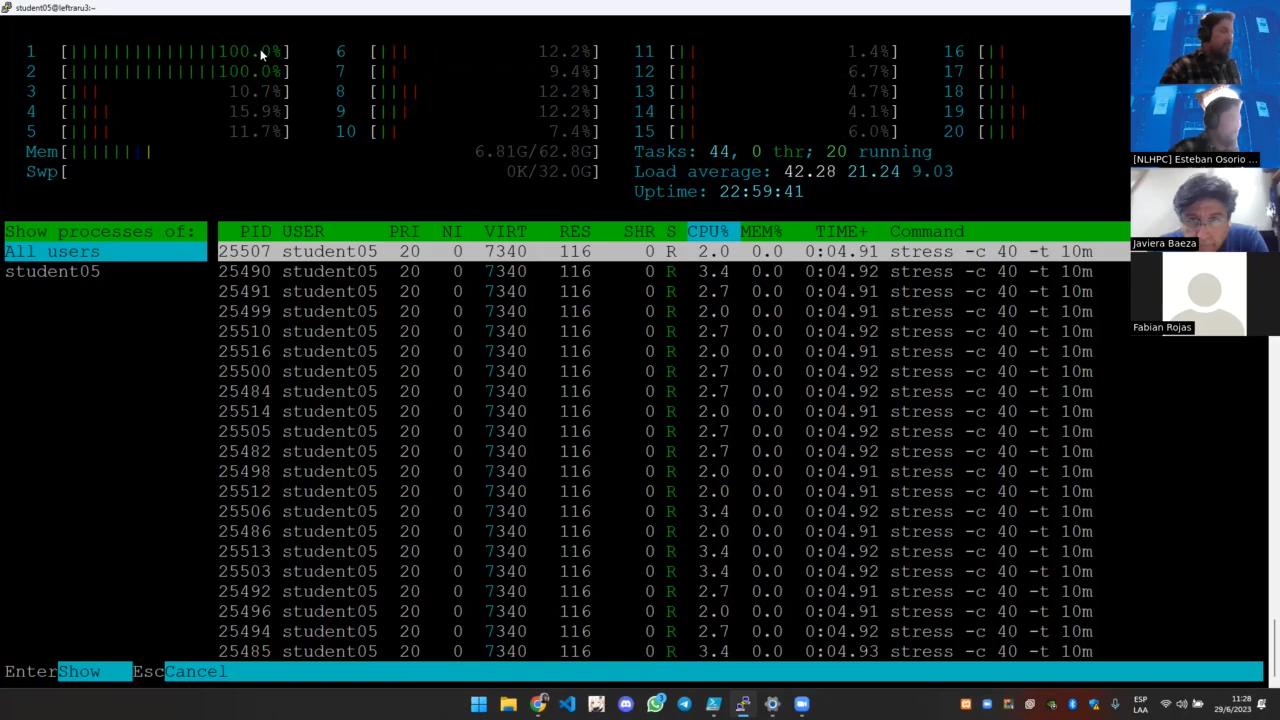 student05@leftraru3:~
1 [||||||||||||||100.0%] 6 [||| 12.2%] 11 [|| 1.4%] 16 [||
2 [||||||||||||||100.0%] 7 [|| 9.4%] 12 [|| 6.7%] 17 [||
3 [||| 10.7%] 8 [|||| 12.2%] 13 [|| 4.7%] 18 [|||
4 [|||| 15.9%] 9 [||| 12.2%] 14 [|| 4.1%] 19 [||||
5 [|||| 11.7%] 10 [|| 7.4%] 15 [|| 6.0%] 20 [|||
Mem[|||||||| 6.81G/62.8G] Tasks: 44, 0 thr; 20 running
Swp[ 0K/32.0G] Load average: 42.28 21.24 9.03
Uptime: 22:59:41
Show processes of: PID USER PRI NI VIRT RES SHR S CPU% MEM% TIME+ Command
All users 25507 student05 20 0 7340 116 0 R 2.0 0.0 0:04.91 stress -c 40 -t 10m
student05 25490 student05 20 0 7340 116 0 R 3.4 0.0 0:04.92 stress -c 40 -t 10m
25491 student05 20 0 7340 116 0 R 2.7 0.0 0:04.91 stress -c 40 -t 10m
25499 student05 20 0 7340 116 0 R 2.0 0.0 0:04.91 stress -c 40 -t 10m
25510 student05 20 0 7340 116 0 R 2.7 0.0 0:04.92 stress -c 40 -t 10m
25516 student05 20 0 7340 116 0 R 2.0 0.0 0:04.91 stress -c 40 -t 10m
25500 student05 20 0 7340 116 0 R 2.7 0.0 0:04.91 stress -c 40 -t 10m
25484 student05 20 0 7340 116 0 R 2.7 0.0 0:04.92 stress -c 40 -t 10m
25514 student05 20 0 7340 116 0 R 2.0 0.0 0:04.91 stress -c 40 -t 10m
25505 student05 20 0 7340 116 0 R 2.7 0.0 0:04.92 stress -c 40 -t 10m
25482 student05 20 0 7340 116 0 R 2.7 0.0 0:04.92 stress -c 40 -t 10m
25498 student05 20 0 7340 116 0 R 2.0 0.0 0:04.91 stress -c 40 -t 10m
25512 student05 20 0 7340 116 0 R 2.7 0.0 0:04.91 stress -c 40 -t 10m
25506 student05 20 0 7340 116 0 R 3.4 0.0 0:04.92 stress -c 40 -t 10m
25486 student05 20 0 7340 116 0 R 2.0 0.0 0:04.91 stress -c 40 -t 10m
25513 student05 20 0 7340 116 0 R 3.4 0.0 0:04.92 stress -c 40 -t 10m
25503 student05 20 0 7340 116 0 R 3.4 0.0 0:04.92 stress -c 40 -t 10m
25492 student05 20 0 7340 116 0 R 2.7 0.0 0:04.91 stress -c 40 -t 10m
25496 student05 20 0 7340 116 0 R 2.0 0.0 0:04.91 stress -c 40 -t 10m
25494 student05 20 0 7340 116 0 R 2.7 0.0 0:04.92 stress -c 40 -t 10m
25485 student05 20 0 7340 116 0 R 3.4 0.0 0:04.93 stress -c 40 -t 10m
EnterShow EscCancel
[NLHPC] Esteban Osorio ...
Javiera Baeza
Fabian Rojas
3
ESP
LAA
11:28
29/6/2023